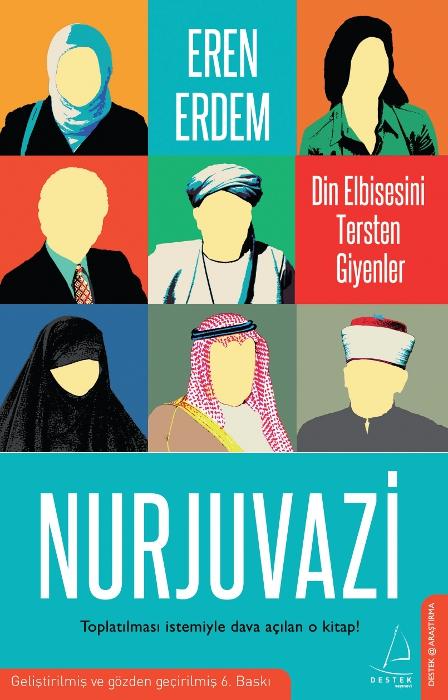 EREN
ERDEM
Din Elbisesini
Tersten
Giyenler
NURJUVAZİ
Toplatılması istemiyle dava açılan o kitap!
Geliştirilmiş ve gözden geçirilmiş 6. Baskı
DESTEK
yayınevi
DESTEK @ ARAŞTIRMA